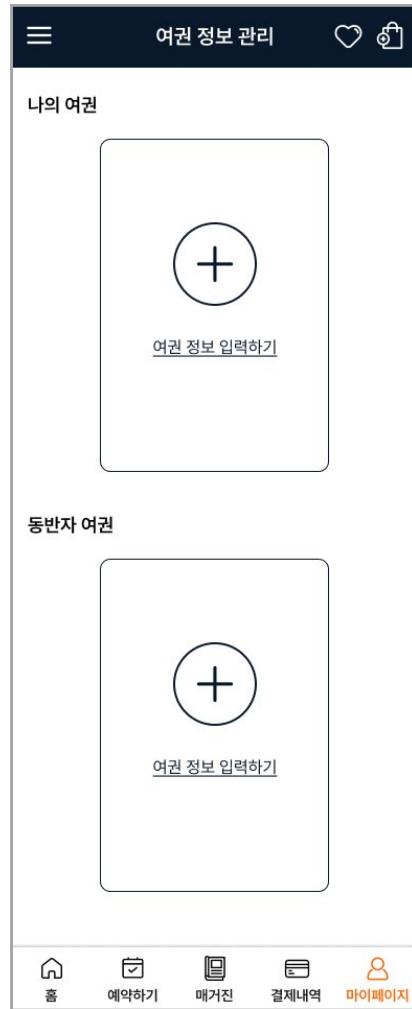 여권 정보 관리
나의 여권
여권 정보 입력하기
동반자 여권
여권 정보 입력하기
홈 예약하기 매거진 결제내역 마이페이지